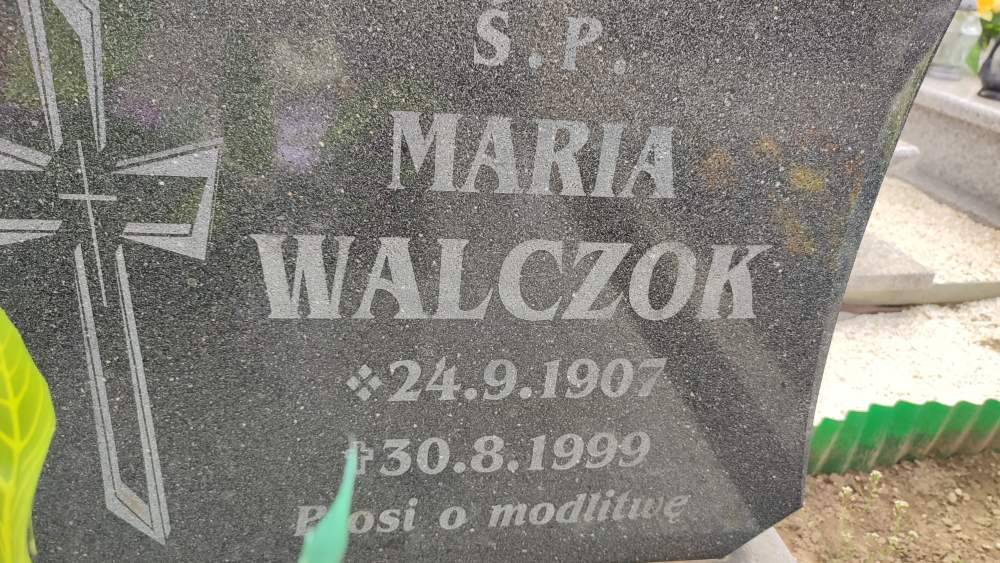 Ś.P.
MARIA
WALCZOK
❖24.9.1907
✝30.8.1999
Prosi o modlitwę